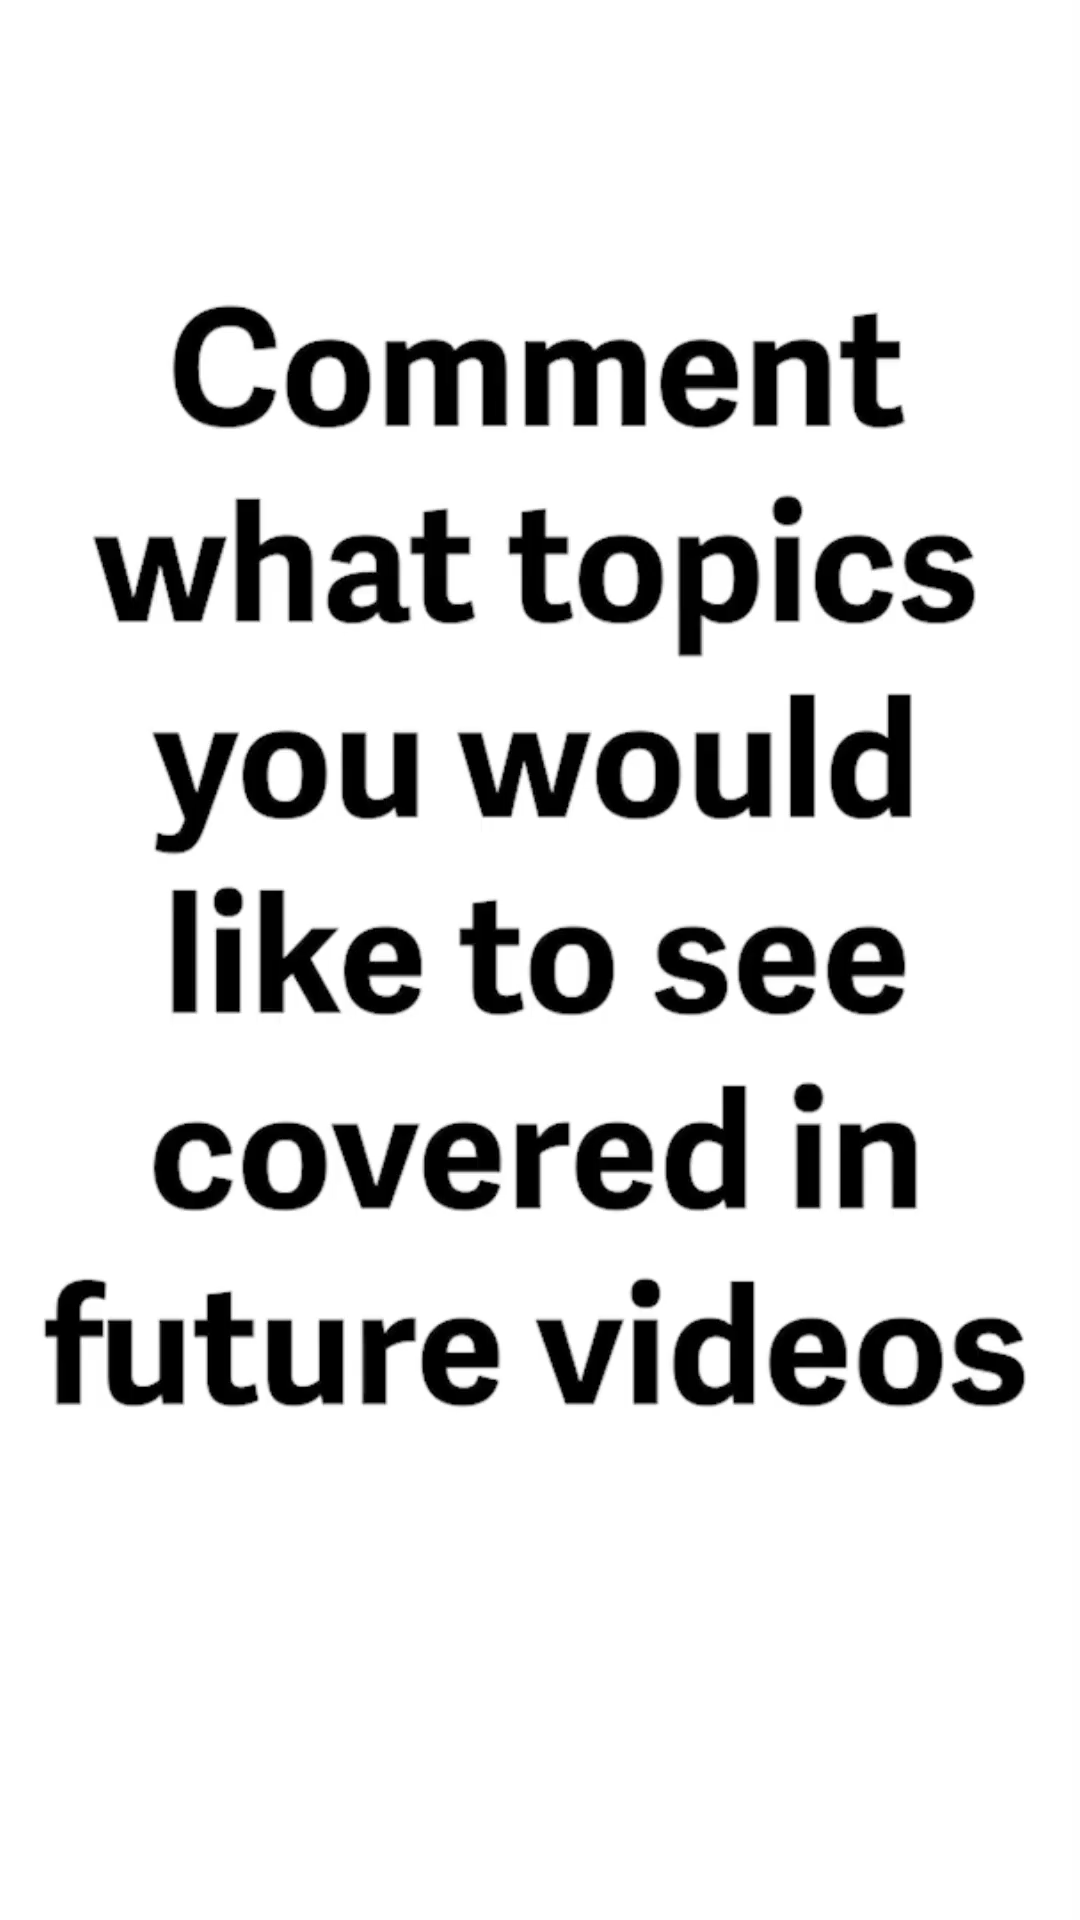 Comment
what topics
you would
like to see
covered in
future videos